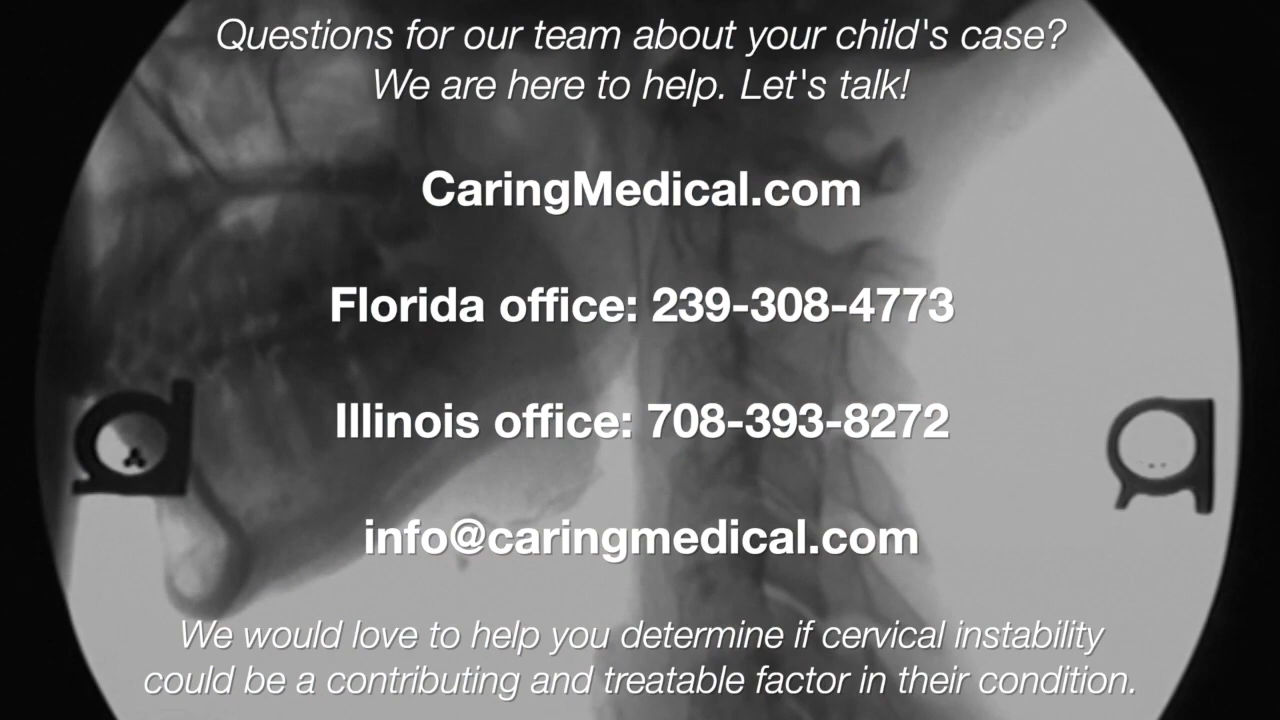 Questions for our team about your child's case?
We are here to help. Let's talk!
CaringMedical.com
Florida office: 239-308-4773
Illinois office: 708-393-8272
info@caringmedical.com
We would love to help you determine if cervical instability
could be a contributing and treatable factor in their condition.